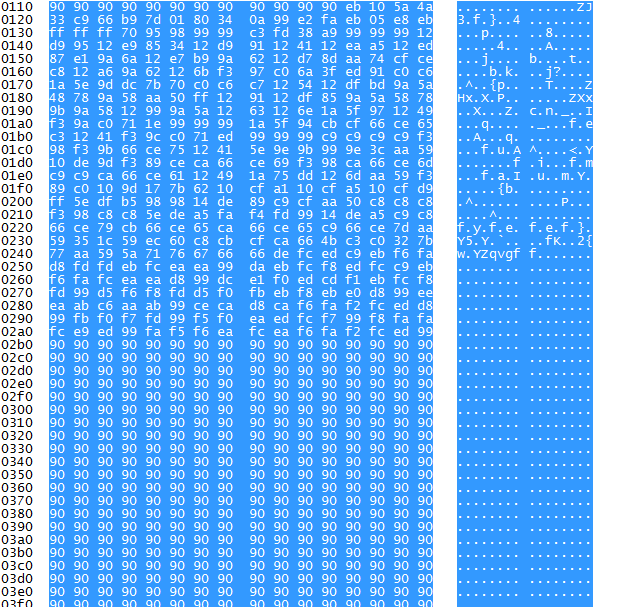 0110 90 90 90 90 90 90 90 90 90 90 90 90 eb 10 5a 4a ........ ......ZJ
0120 33 c9 66 b9 7d 01 80 34 0a 99 e2 fa eb 05 e8 eb 3.f.}..4 ........
0130 ff ff ff 70 95 98 99 99 c3 fd 38 a9 99 99 99 12 ...p.... ..8.....
0140 d9 95 12 e9 85 34 12 d9 91 12 41 12 ea a5 12 ed .....4.. ..A.....
0150 87 e1 9a 6a 12 e7 b9 9a 62 12 d7 8d aa 74 cf ce ...j.... b....t..
0160 c8 12 a6 9a 62 12 6b f3 97 c0 6a 3f ed 91 c0 c6 ....b.k. ..j?....
0170 1a 5e 9d dc 7b 70 c0 c6 c7 12 54 12 df bd 9a 5a .^..{p.. ..T....Z
0180 48 78 9a 58 aa 50 ff 12 91 12 df 85 9a 5a 58 78 Hx.X.P.. .....ZXx
0190 9b 9a 58 12 99 9a 5a 12 63 12 6e 1a 5f 97 12 49 ..X...Z. c.n._..I
01a0 f3 9a c0 71 1e 99 99 99 1a 5f 94 cb cf 66 ce 65 ...q.... ._...f.e
01b0 c3 12 41 f3 9c c0 71 ed 99 99 99 c9 c9 c9 c9 f3 ..A...q. ........
01c0 98 f3 9b 66 ce 75 12 41 5e 9e 9b 99 9e 3c aa 59 ...f.u.A ^....<.Y
01d0 10 de 9d f3 89 ce ca 66 ce 69 f3 98 ca 66 ce 6d .......f .i...f.m
01e0 c9 c9 ca 66 ce 61 12 49 1a 75 dd 12 6d aa 59 f3 ...f.a.I .u..m.Y.
01f0 89 c0 10 9d 17 7b 62 10 cf a1 10 cf a5 10 cf d9 .....{b. ........
0200 ff 5e df b5 98 98 14 de 89 c9 cf aa 50 c8 c8 c8 .^...... ....P...
0210 f3 98 c8 c8 5e de a5 fa f4 fd 99 14 de a5 c9 c8 ....^... ........
0220 66 ce 79 cb 66 ce 65 ca 66 ce 65 c9 66 ce 7d aa f.y.f.e. f.e.f.}.
0230 59 35 1c 59 ec 60 c8 cb cf ca 66 4b c3 c0 32 7b Y5.Y.`.. ..fK..2{
0240 77 aa 59 5a 71 76 67 66 66 de fc ed c9 eb f6 fa w.YZqvgf f.......
0250 d8 fd fd eb fc ea ea 99 da eb fc f8 ed fc c9 eb ........ ........
0260 f6 fa fc ea ea d8 99 dc e1 f0 ed cd f1 eb fc f8 ........ ........
0270 fd 99 d5 f6 f8 fd d5 f0 fb eb f8 eb e0 d8 99 ee ........ ........
0280 ea ab c6 aa ab 99 ce ca d8 ca f6 fa f2 fc ed d8 ........ ........
0290 99 fb f0 f7 fd 99 f5 f0 ea ed fc f7 99 f8 fa fa ........ ........
02a0 fc e9 ed 99 fa f5 f6 ea fc ea f6 fa f2 fc ed 99 ........ ........
02b0 90 90 90 90 90 90 90 90 90 90 90 90 90 90 90 90 ........ ........
02c0 90 90 90 90 90 90 90 90 90 90 90 90 90 90 90 90 ........ ........
02d0 90 90 90 90 90 90 90 90 90 90 90 90 90 90 90 90 ........ ........
02e0 90 90 90 90 90 90 90 90 90 90 90 90 90 90 90 90 ........ ........
02f0 90 90 90 90 90 90 90 90 90 90 90 90 90 90 90 90 ........ ........
0300 90 90 90 90 90 90 90 90 90 90 90 90 90 90 90 90 ........ ........
0310 90 90 90 90 90 90 90 90 90 90 90 90 90 90 90 90 ........ ........
0320 90 90 90 90 90 90 90 90 90 90 90 90 90 90 90 90 ........ ........
0330 90 90 90 90 90 90 90 90 90 90 90 90 90 90 90 90 ........ ........
0340 90 90 90 90 90 90 90 90 90 90 90 90 90 90 90 90 ........ ........
0350 90 90 90 90 90 90 90 90 90 90 90 90 90 90 90 90 ........ ........
0360 90 90 90 90 90 90 90 90 90 90 90 90 90 90 90 90 ........ ........
0370 90 90 90 90 90 90 90 90 90 90 90 90 90 90 90 90 ........ ........
0380 90 90 90 90 90 90 90 90 90 90 90 90 90 90 90 90 ........ ........
0390 90 90 90 90 90 90 90 90 90 90 90 90 90 90 90 90 ........ ........
03a0 90 90 90 90 90 90 90 90 90 90 90 90 90 90 90 90 ........ ........
03b0 90 90 90 90 90 90 90 90 90 90 90 90 90 90 90 90 ........ ........
03c0 90 90 90 90 90 90 90 90 90 90 90 90 90 90 90 90 ........ ........
03d0 90 90 90 90 90 90 90 90 90 90 90 90 90 90 90 90 ........ ........
03e0 90 90 90 90 90 90 90 90 90 90 90 90 90 90 90 90 ........ ........
03f0 90 90 90 90 90 90 90 90 90 90 90 90 90 90 90 90 ........ ........